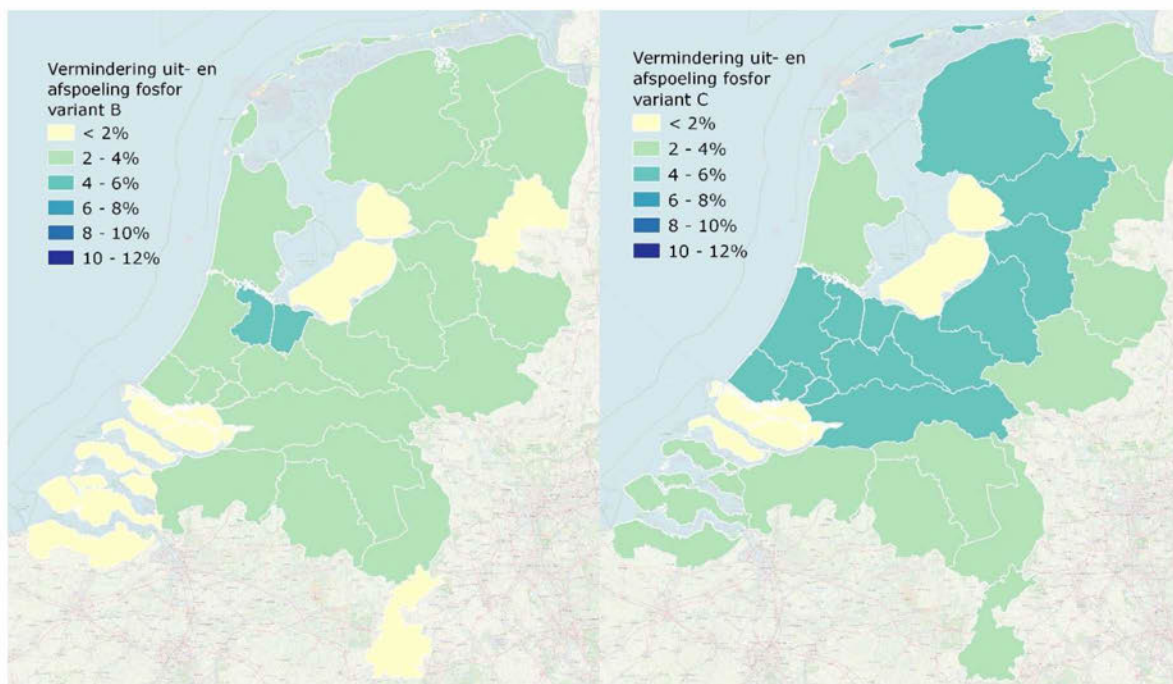 Vermindering uit- en
afspoeling fosfor
variant B
< 2%
2 - 4%
4 - 6%
6 - 8%
8 - 10%
10 - 12%
Vermindering uit- en
afspoeling fosfor
variant C
< 2%
2 - 4%
4 - 6%
6 - 8%
8 - 10%
10 - 12%